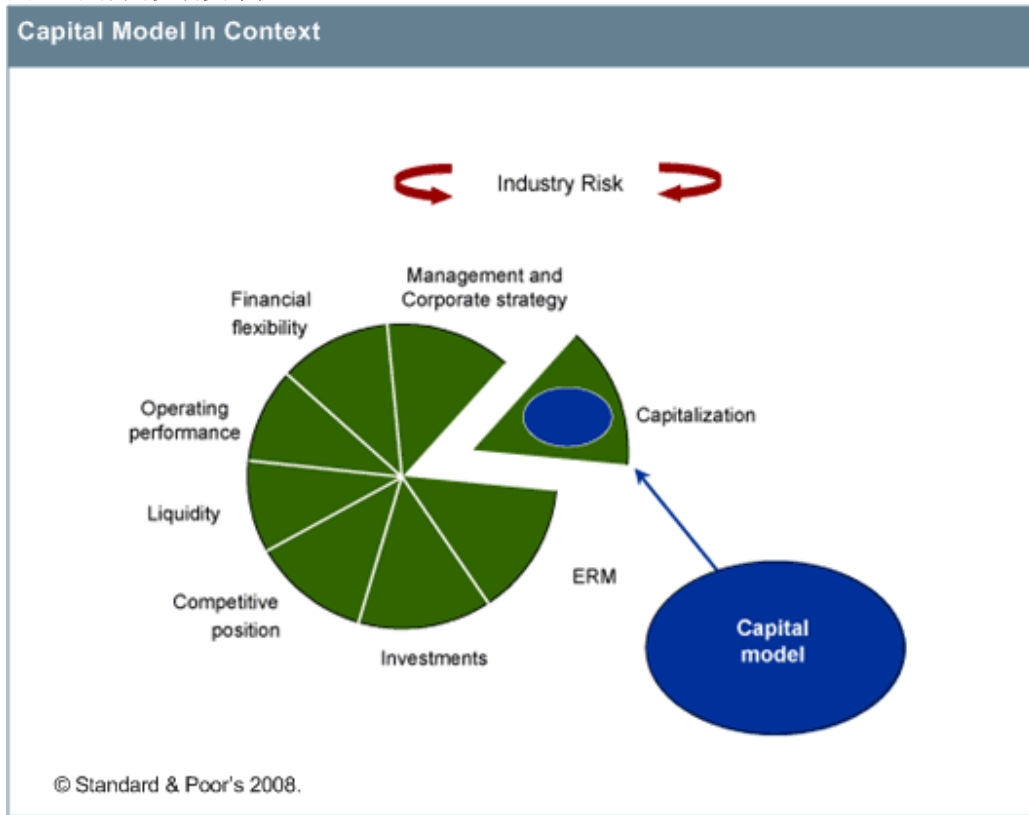 Capital Model In Context
Industry Risk
Management and
Corporate strategy
Financial
flexibility
Operating
performance
Capitalization
Liquidity
ERM
Competitive
position
Investments
Capital
model
© Standard & Poor's 2008.